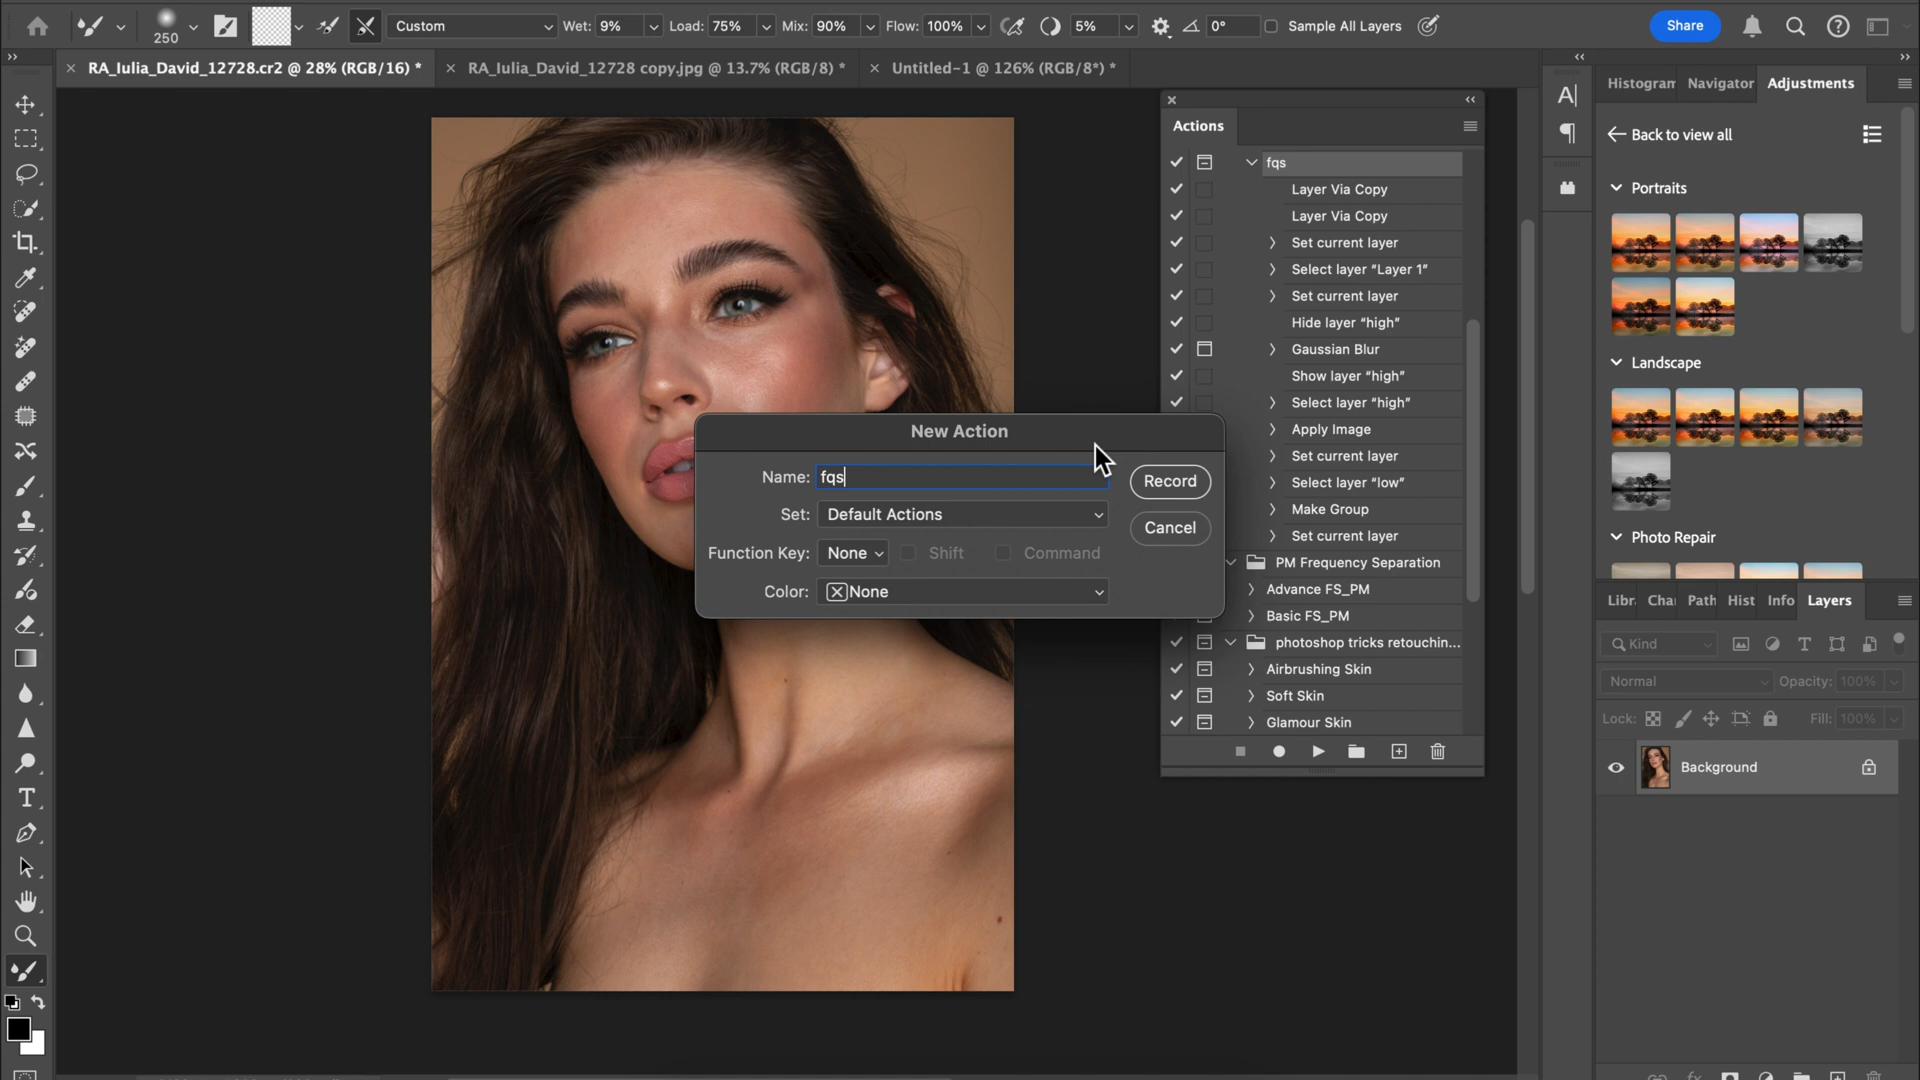 250
Custom
Wet: 9%
Load: 75%
Mix: 90%
Flow: 100%
5%
0°
Sample All Layers
Share
RA_Iulia_David_12728.cr2 @ 28% (RGB/16) *
RA_Iulia_David_12728 copy.jpg @ 13.7% (RGB/8) *
Untitled-1 @ 126% (RGB/8*) *
Actions
fqs
Layer Via Copy
Layer Via Copy
Set current layer
Select layer “Layer 1”
Set current layer
Hide layer “high”
Gaussian Blur
Show layer “high”
Select layer “high”
Apply Image
Set current layer
Select layer “low”
Make Group
Set current layer
PM Frequency Separation
Advance FS_PM
Basic FS_PM
photoshop tricks retouchin...
Airbrushing Skin
Soft Skin
Glamour Skin
New Action
Name: fqs
Set: Default Actions
Function Key: None Shift Command
Color: None
Record
Cancel
Histogram
Navigator
Adjustments
Back to view all
Portraits
Landscape
Photo Repair
Libr
Cha
Path
Hist
Info
Layers
Kind
Normal
Opacity: 100%
Lock:
Fill: 100%
Background